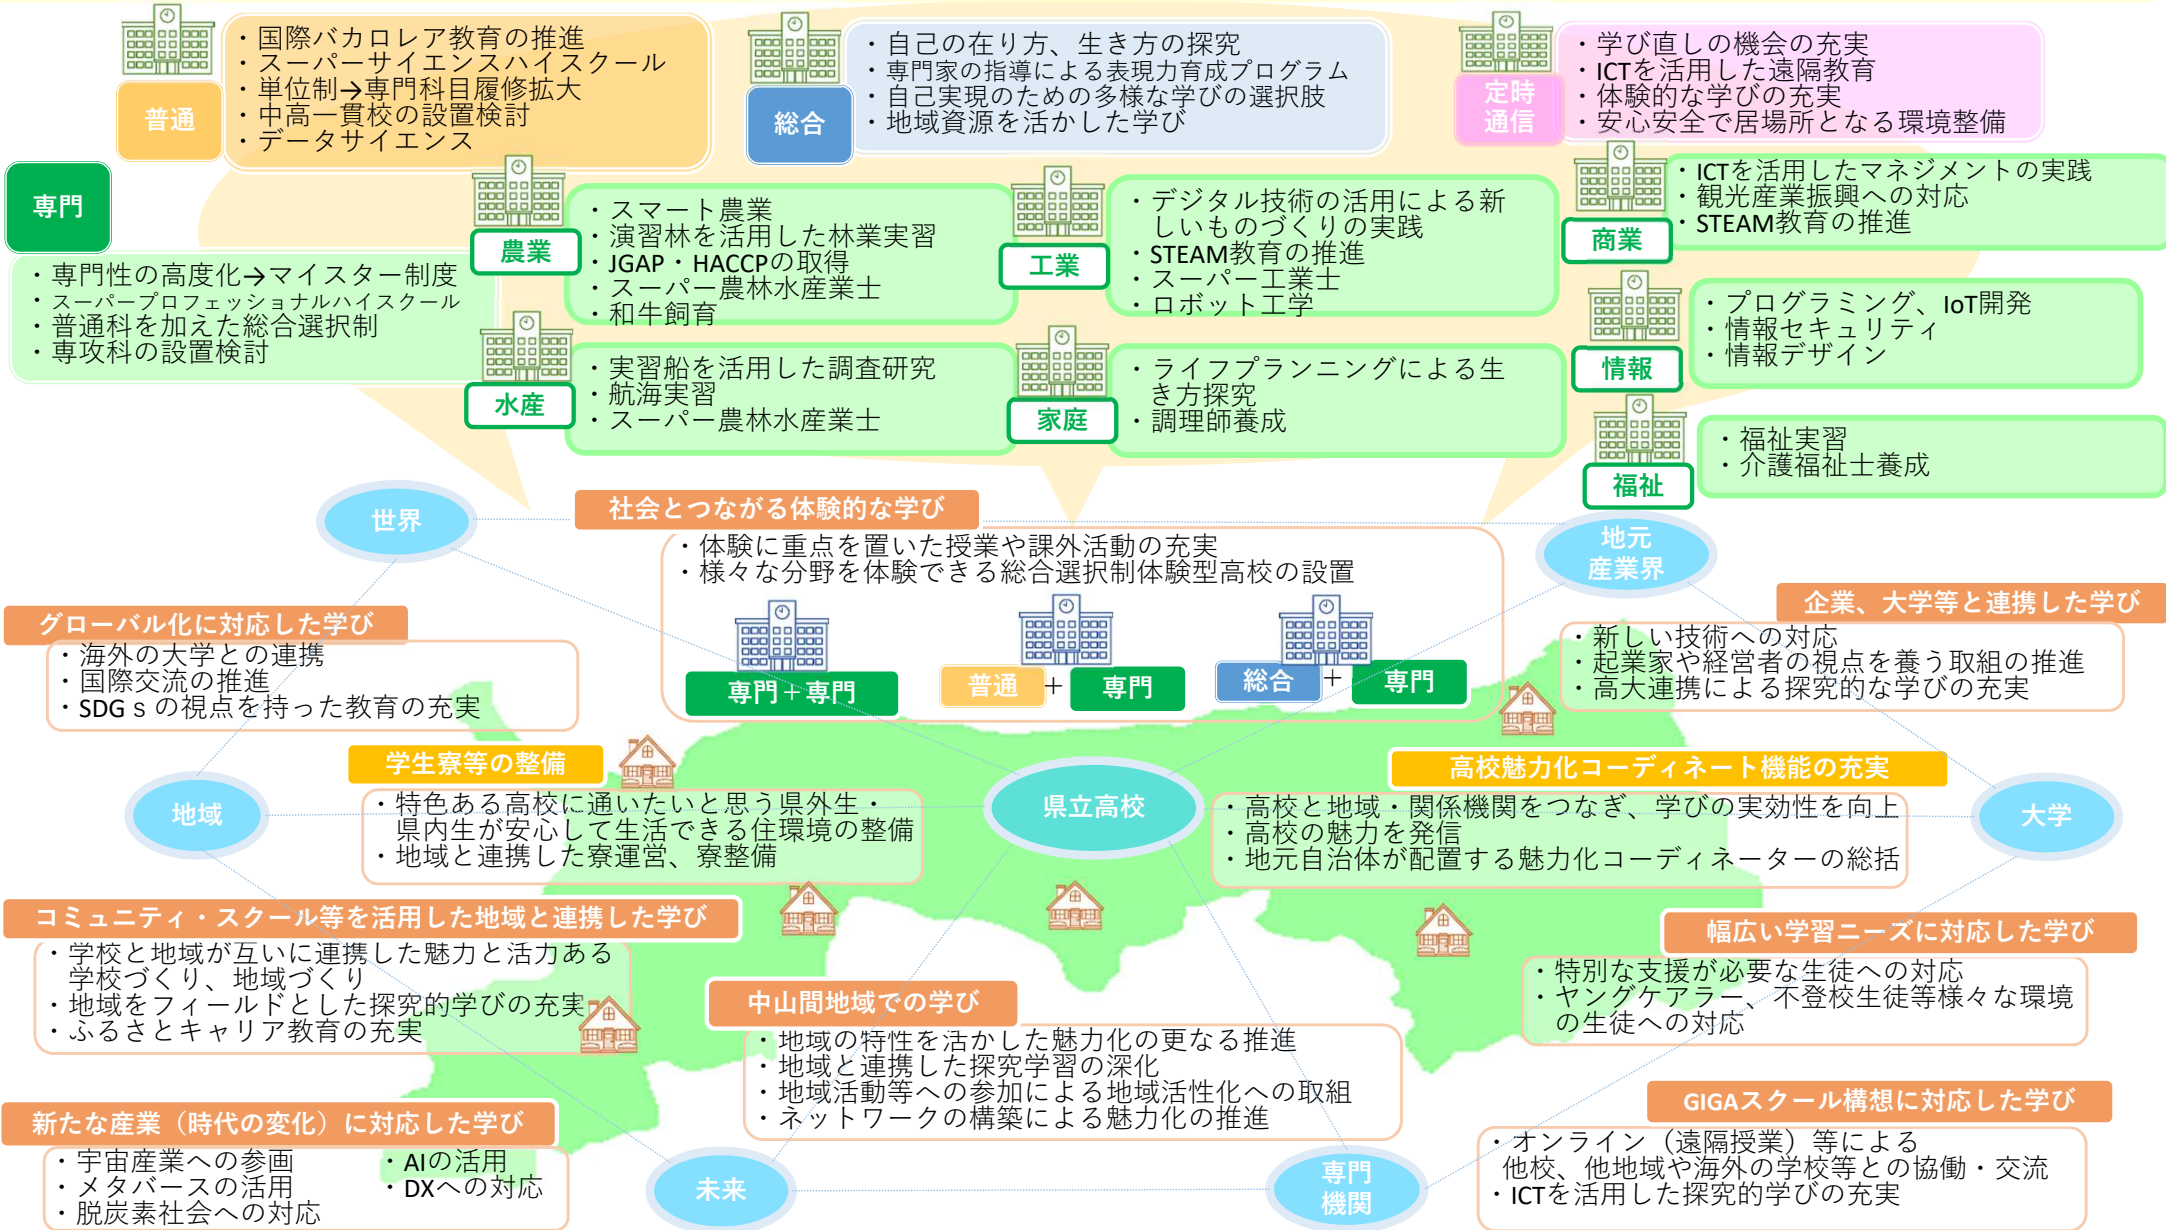 普通
・国際バカロレア教育の推進
・スーパーサイエンスハイスクール
・単位制→専門科目履修拡大
・中高一貫校の設置検討
・データサイエンス
総合
・自己の在り方、生き方の探究
・専門家の指導による表現力育成プログラム
・自己実現のための多様な学びの選択肢
・地域資源を活かした学び
定時
通信
・学び直しの機会の充実
・ICTを活用した遠隔教育
・体験的な学びの充実
・安心安全で居場所となる環境整備
専門
・専門性の高度化→マイスター制度
・スーパープロフェッショナルハイスクール
・普通科を加えた総合選択制
・専攻科の設置検討
農業
・スマート農業
・演習林を活用した林業実習
・JGAP・HACCPの取得
・スーパー農林水産業士
・和牛飼育
工業
・デジタル技術の活用による新
しいものづくりの実践
・STEAM教育の推進
・スーパー工業士
・ロボット工学
商業
・ICTを活用したマネジメントの実践
・観光産業振興への対応
・STEAM教育の推進
水産
・実習船を活用した調査研究
・航海実習
・スーパー農林水産業士
家庭
・ライフプランニングによる生
き方探究
・調理師養成
情報
・プログラミング、IoT開発
・情報セキュリティ
・情報デザイン
福祉
・福祉実習
・介護福祉士養成
世界
社会とつながる体験的な学び
・体験に重点を置いた授業や課外活動の充実
・様々な分野を体験できる総合選択制体験型高校の設置
専門＋専門
普通＋専門
総合＋専門
地元
産業界
グローバル化に対応した学び
・海外の大学との連携
・国際交流の推進
・SDGｓの視点を持った教育の充実
企業、大学等と連携した学び
・新しい技術への対応
・起業家や経営者の視点を養う取組の推進
・高大連携による探究的な学びの充実
地域
学生寮等の整備
・特色ある高校に通いたいと思う県外生・
県内生が安心して生活できる住環境の整備
・地域と連携した寮運営、寮整備
県立高校
高校魅力化コーディネート機能の充実
・高校と地域・関係機関をつなぎ、学びの実効性を向上
・高校の魅力を発信
・地元自治体が配置する魅力化コーディネーターの総括
大学
コミュニティ・スクール等を活用した地域と連携した学び
・学校と地域が互いに連携した魅力と活力ある
学校づくり、地域づくり
・地域をフィールドとした探究的学びの充実
・ふるさとキャリア教育の充実
中山間地域での学び
・地域の特性を活かした魅力化の更なる推進
・地域と連携した探究学習の深化
・地域活動等への参加による地域活性化への取組
・ネットワークの構築による魅力化の推進
幅広い学習ニーズに対応した学び
・特別な支援が必要な生徒への対応
・ヤングケアラー、不登校生徒等様々な環境
の生徒への対応
新たな産業（時代の変化）に対応した学び
・宇宙産業への参画
・メタバースの活用
・脱炭素社会への対応
・AIの活用
・DXへの対応
未来
専門
機関
GIGAスクール構想に対応した学び
・オンライン（遠隔授業）等による
他校、他地域や海外の学校等との協働・交流
・ICTを活用した探究的学びの充実